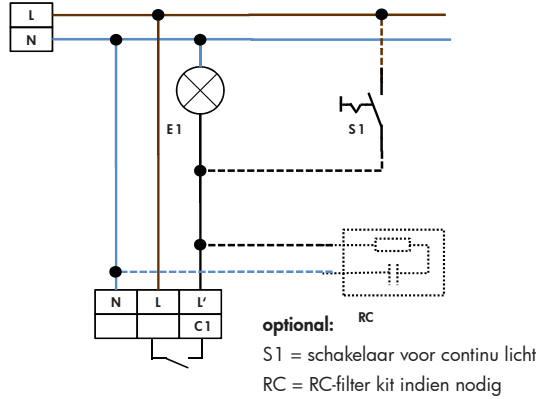 L
N
E1
S1
N L L'
C1
RC
optional:
S1 = schakelaar voor continu licht
RC = RC-filter kit indien nodig